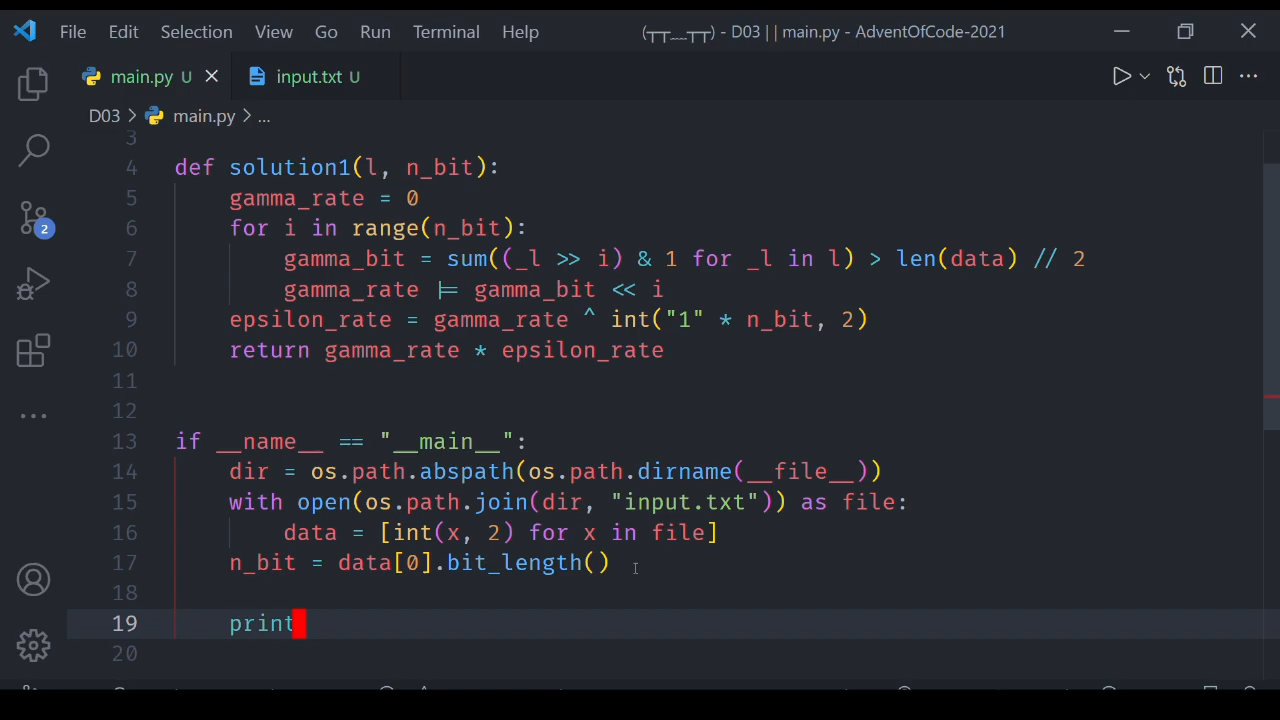 File Edit Selection View Go Run Terminal Help (┬┬﹏┬┬) - D03 || main.py - AdventOfCode-2021
main.py U input.txt U
D03 > main.py > ...
3
4 def solution1(l, n_bit):
5     gamma_rate = 0
6     for i in range(n_bit):
7         gamma_bit = sum((_l >> i) & 1 for _l in l) > len(data) // 2
8         gamma_rate |= gamma_bit << i
9     epsilon_rate = gamma_rate ^ int("1" * n_bit, 2)
10     return gamma_rate * epsilon_rate
11
12
13 if __name__ == "__main__":
14     dir = os.path.abspath(os.path.dirname(__file__))
15     with open(os.path.join(dir, "input.txt")) as file:
16         data = [int(x, 2) for x in file]
17     n_bit = data[0].bit_length()
18
19     print
20
2